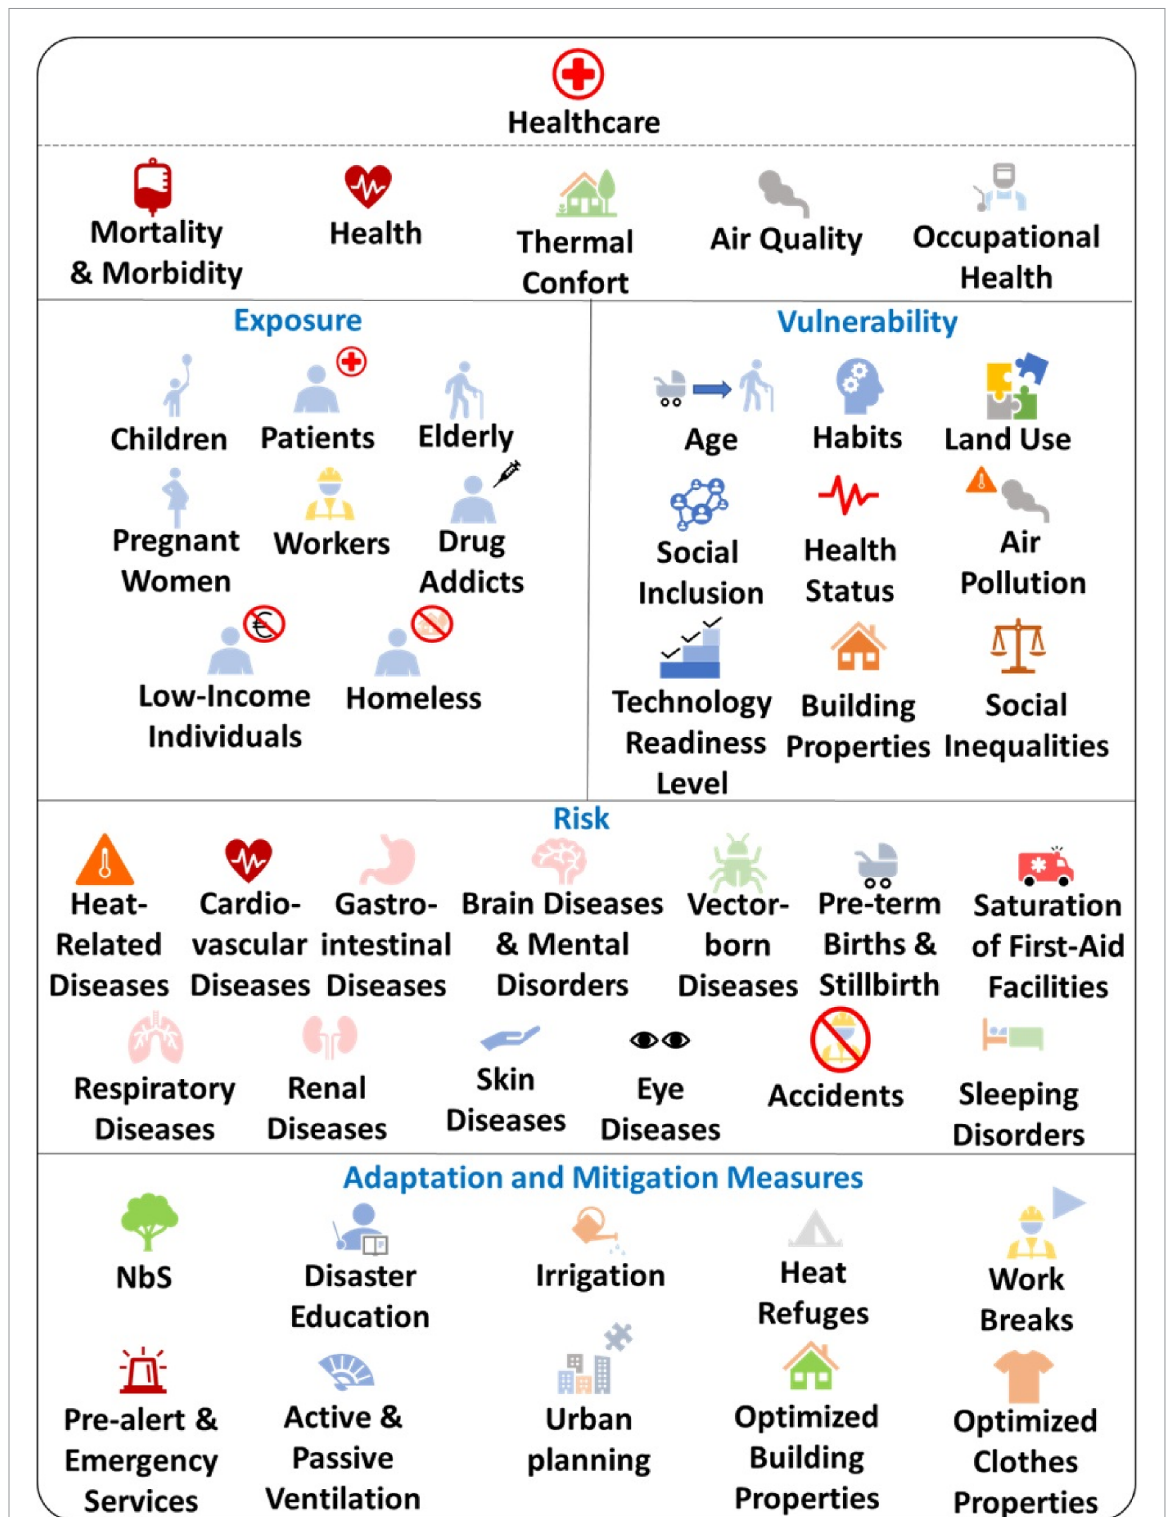 Healthcare
Mortality
& Morbidity
Health
Thermal
Confort
Air Quality
Occupational
Health
Exposure
Children
Patients
Elderly
Pregnant
Women
Workers
Drug
Addicts
€
Low-Income
Individuals
Homeless
Vulnerability
Age
Habits
Land Use
Social
Inclusion
Health
Status
Air
Pollution
Technology
Readiness
Level
Building
Properties
Social
Inequalities
Risk
Heat-
Related
Diseases
Cardio-
vascular
Diseases
Gastro-
intestinal
Diseases
Brain Diseases
& Mental
Disorders
Vector-
born
Diseases
Pre-term
Births &
Stillbirth
Saturation
of First-Aid
Facilities
Respiratory
Diseases
Renal
Diseases
Skin
Diseases
Eye
Diseases
Accidents
Sleeping
Disorders
Adaptation and Mitigation Measures
NbS
Disaster
Education
Irrigation
Heat
Refuges
Work
Breaks
Pre-alert &
Emergency
Services
Active &
Passive
Ventilation
Urban
planning
Optimized
Building
Properties
Optimized
Clothes
Properties